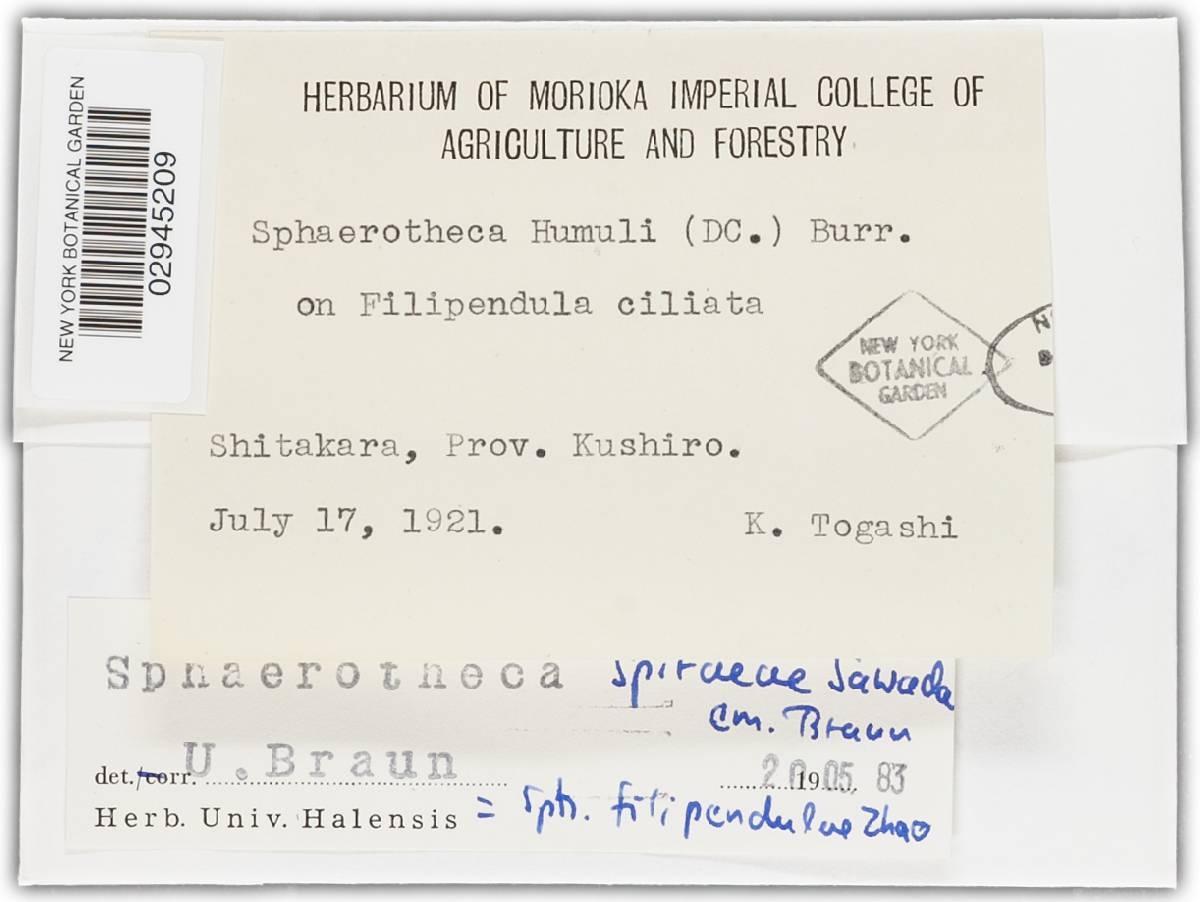 NEW YORK BOTANICAL GARDEN
02945209
HERBARIUM OF MORIOKA IMPERIAL COLLEGE OF
AGRICULTURE AND FORESTRY
Sphaerotheca Humuli (DC.) Burr.
on Filipendula ciliata
NEW YORK
BOTANICAL
GARDEN
Shitakara, Prov. Kushiro.
July 17, 1921.
K. Togashi
Sphaerotheca spiraeae Sawada
em. Braun
det./corr. U. Braun
20 1905. 83
Herb. Univ. Halensis = Sph. filipendulae Zhao